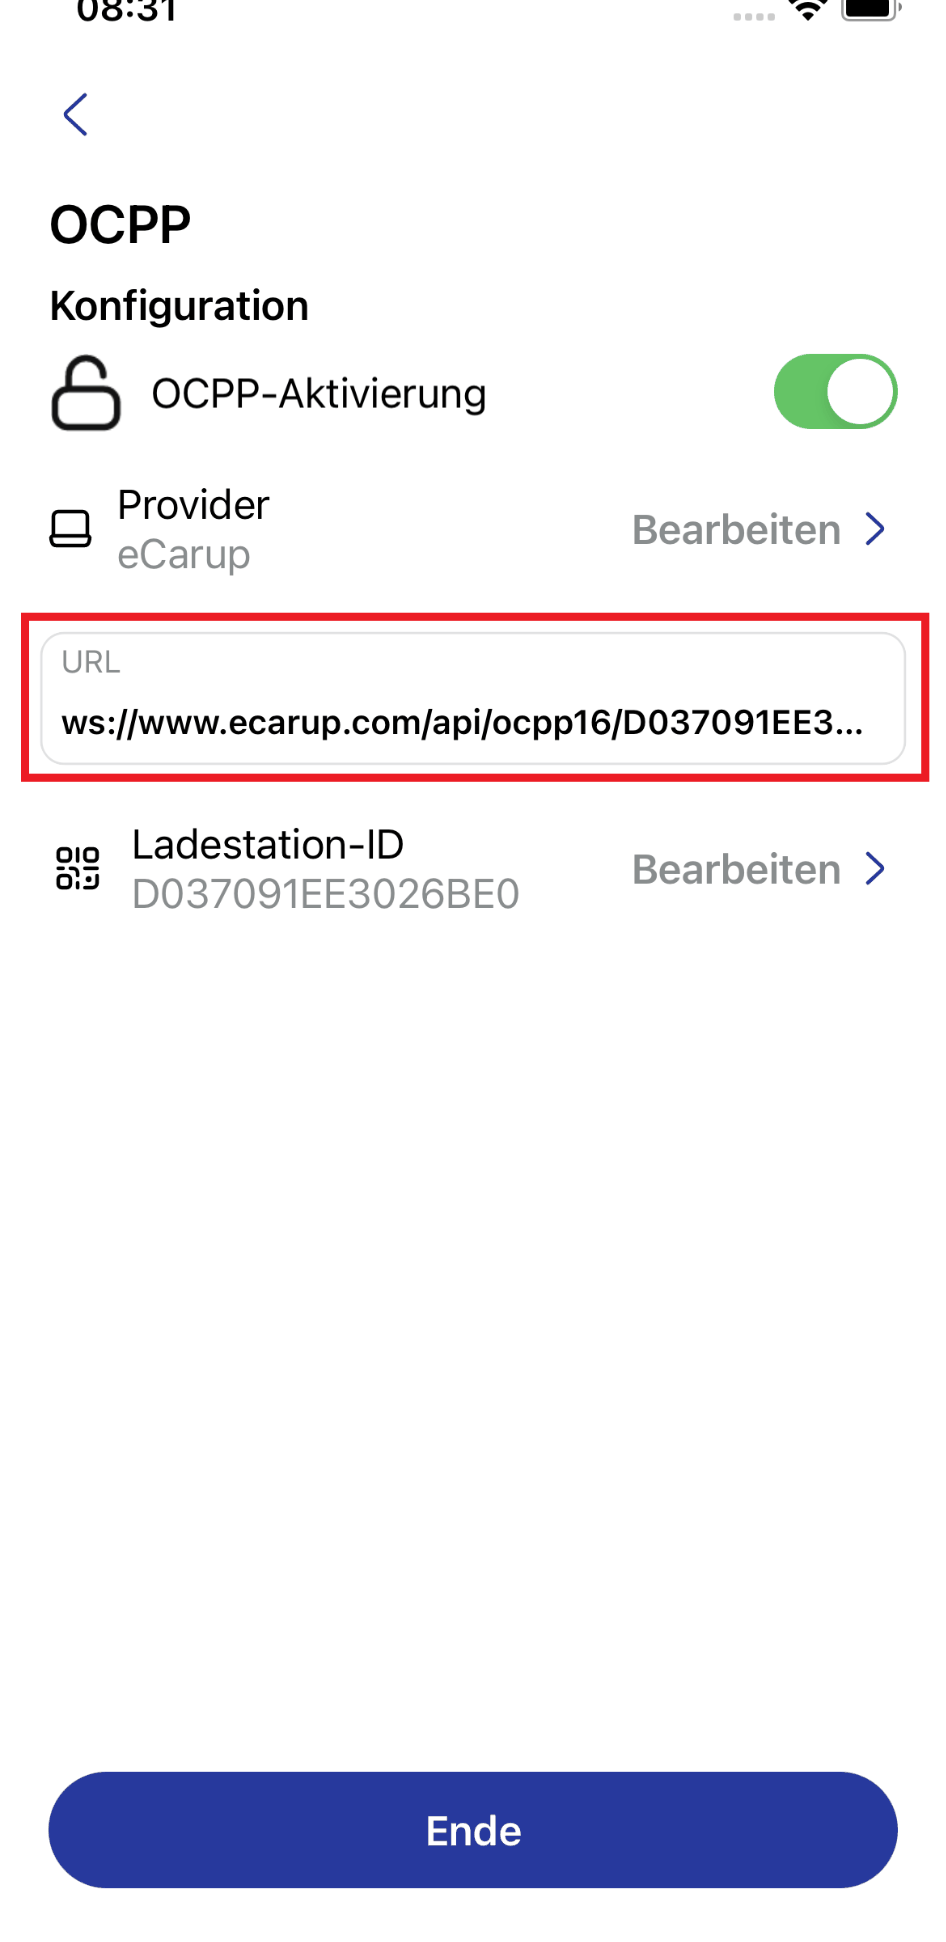 08:31
OCPP
Konfiguration
OCPP-Aktivierung
Provider
eCarup
Bearbeiten
URL
ws://www.ecarup.com/api/ocpp16/D037091EE3...
Ladestation-ID
D037091EE3026BE0
Bearbeiten
Ende